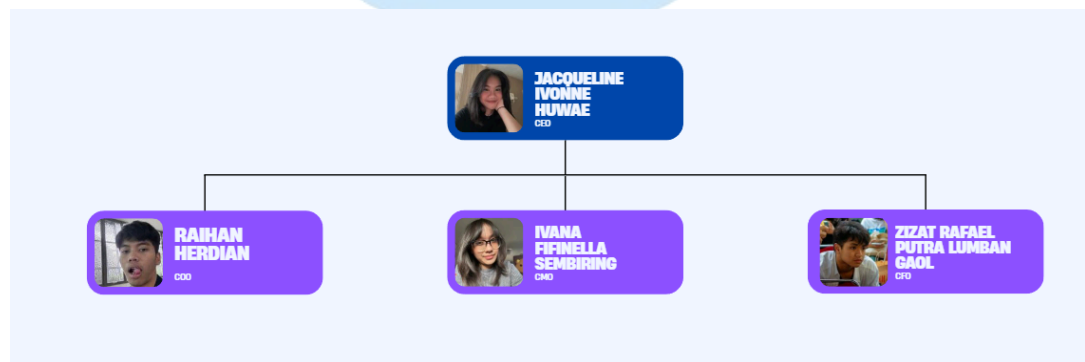 JACQUELINE
IVONNE
HUWAE
CEO
RAIHAN
HERDIAN
COO
IVANA
FIFINELLA
SEMBIRING
CMO
ZIZAT RAFAEL
PUTRA LUMBAN
GAOL
CFO